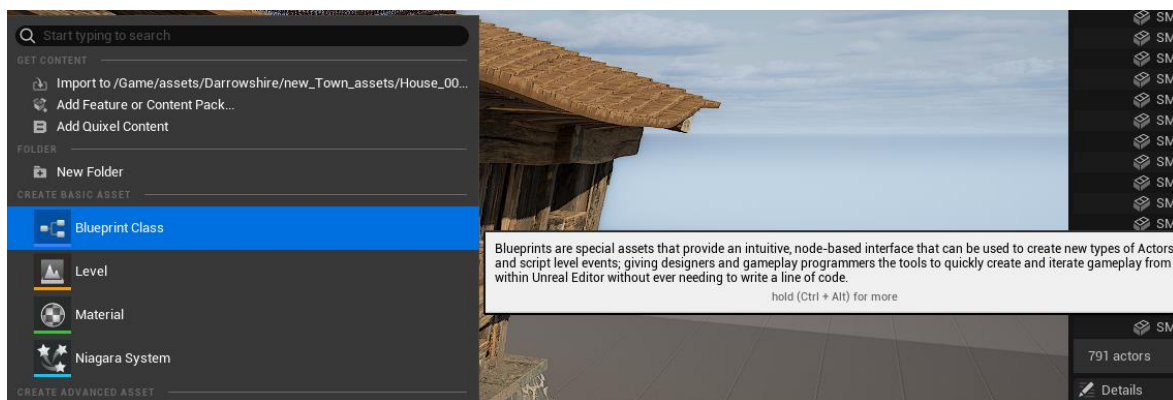 Start typing to search
GET CONTENT
Import to /Game/assets/Darrowshire/new_Town_assets/House_00...
Add Feature or Content Pack...
Add Quixel Content
FOLDER
New Folder
CREATE BASIC ASSET
Blueprint Class
Level
Material
Niagara System
CREATE ADVANCED ASSET
Blueprints are special assets that provide an intuitive, node-based interface that can be used to create new types of Actors
and script level events; giving designers and gameplay programmers the tools to quickly create and iterate gameplay from
within Unreal Editor without ever needing to write a line of code.
hold (Ctrl + Alt) for more
SM
SM
SM
SM
SM
SM
SM
SM
SM
SM
SM
SM
791 actors
Details